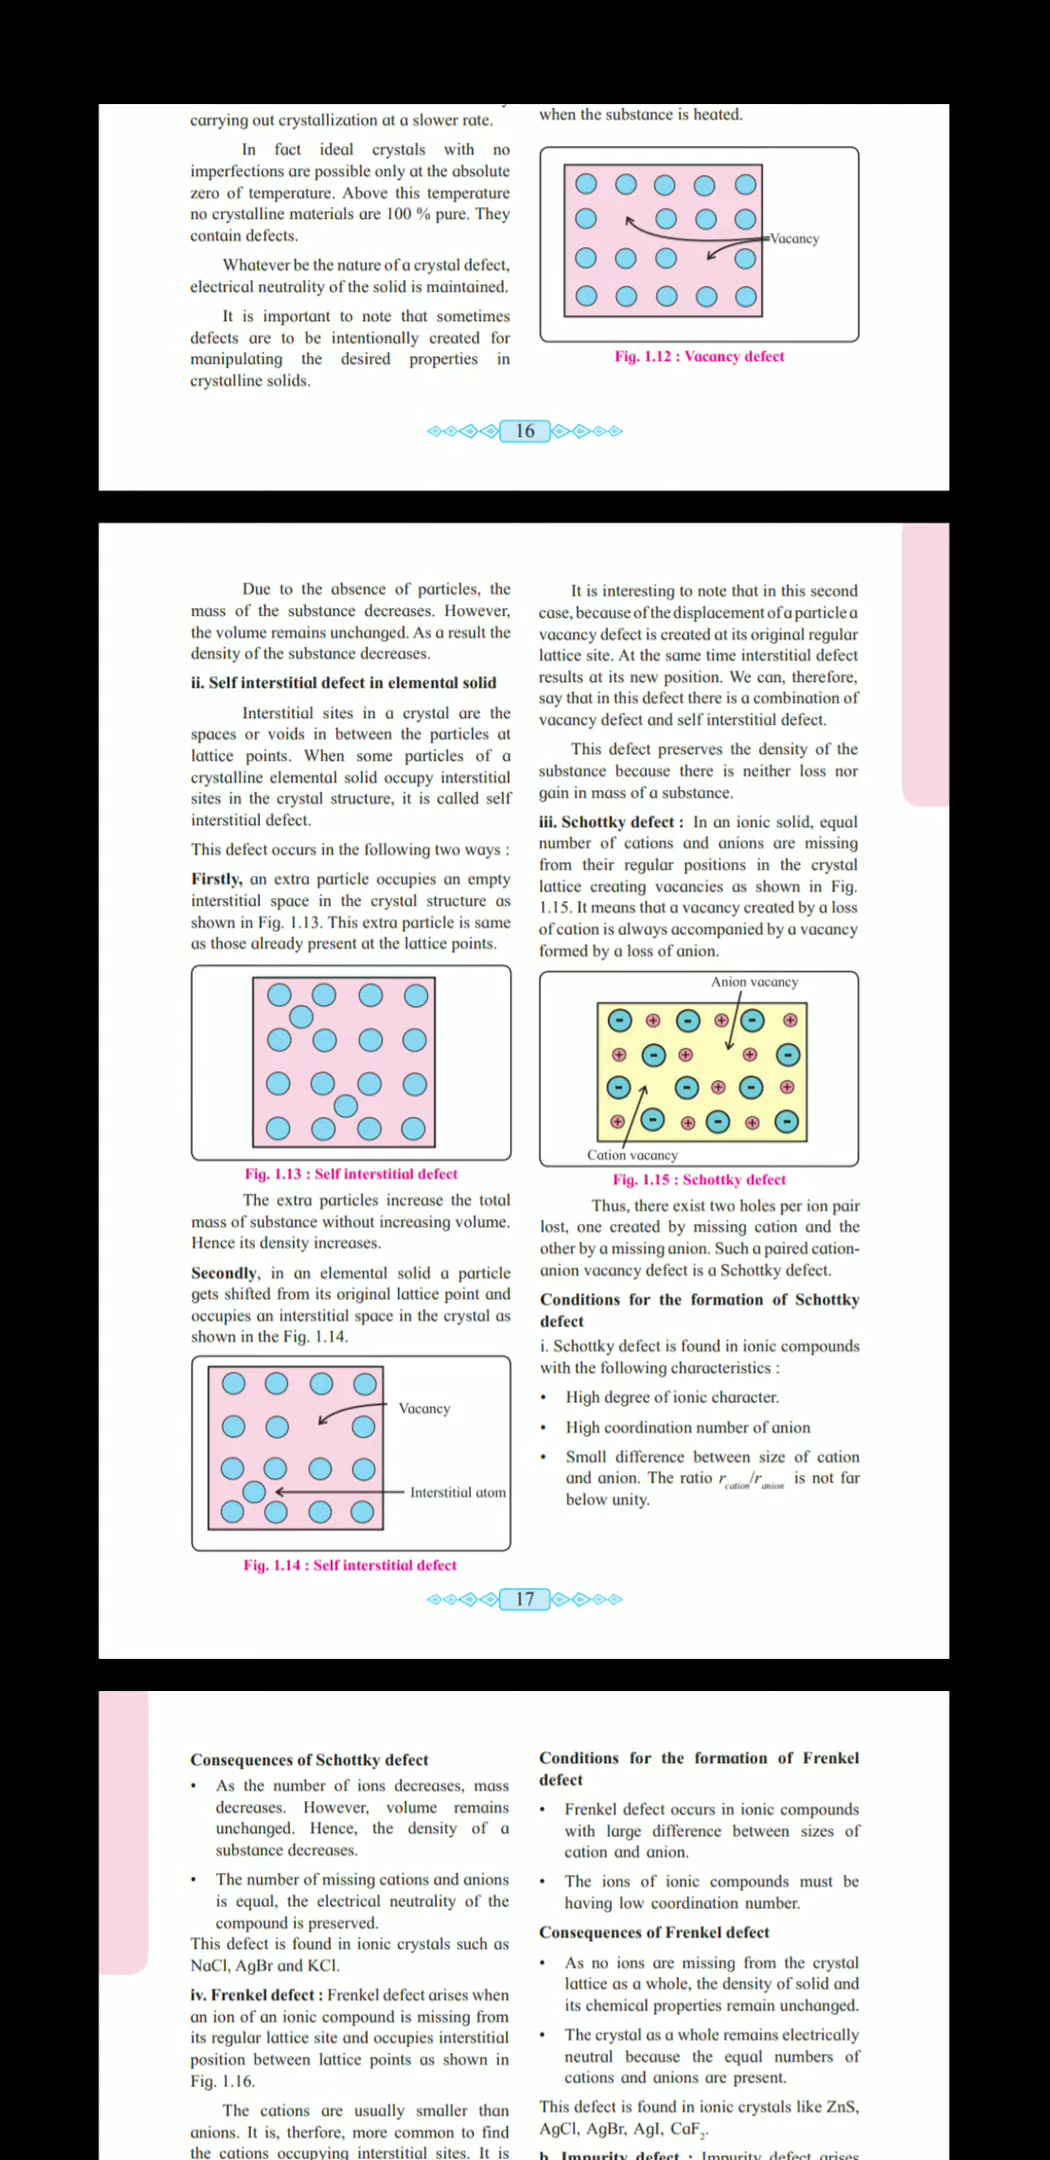 carrying out crystallization at a slower rate.
In fact ideal crystals with no
imperfections are possible only at the absolute
zero of temperature. Above this temperature
no crystalline materials are 100 % pure. They
contain defects.
Whatever be the nature of a crystal defect,
electrical neutrality of the solid is maintained.
It is important to note that sometimes
defects are to be intentionally created for
manipulating the desired properties in
crystalline solids.
when the substance is heated.
Vacancy
Fig. 1.12 : Vacancy defect
16
Due to the absence of particles, the
mass of the substance decreases. However,
the volume remains unchanged. As a result the
density of the substance decreases.
ii. Self interstitial defect in elemental solid
Interstitial sites in a crystal are the
spaces or voids in between the particles at
lattice points. When some particles of a
crystalline elemental solid occupy interstitial
sites in the crystal structure, it is called self
interstitial defect.
This defect occurs in the following two ways :
Firstly, an extra particle occupies an empty
interstitial space in the crystal structure as
shown in Fig. 1.13. This extra particle is same
as those already present at the lattice points.
Fig. 1.13 : Self interstitial defect
The extra particles increase the total
mass of substance without increasing volume.
Hence its density increases.
Secondly, in an elemental solid a particle
gets shifted from its original lattice point and
occupies an interstitial space in the crystal as
shown in the Fig. 1.14.
Vacancy
Interstitial atom
Fig. 1.14 : Self interstitial defect
It is interesting to note that in this second
case, because of the displacement of a particle a
vacancy defect is created at its original regular
lattice site. At the same time interstitial defect
results at its new position. We can, therefore,
say that in this defect there is a combination of
vacancy defect and self interstitial defect.
This defect preserves the density of the
substance because there is neither loss nor
gain in mass of a substance.
iii. Schottky defect : In an ionic solid, equal
number of cations and anions are missing
from their regular positions in the crystal
lattice creating vacancies as shown in Fig.
1.15. It means that a vacancy created by a loss
of cation is always accompanied by a vacancy
formed by a loss of anion.
Anion vacancy
- + - + - +
+ - + + -
- - + - +
+ - + - + -
Cation vacancy
Fig. 1.15 : Schottky defect
Thus, there exist two holes per ion pair
lost, one created by missing cation and the
other by a missing anion. Such a paired cation-
anion vacancy defect is a Schottky defect.
Conditions for the formation of Schottky
defect
i. Schottky defect is found in ionic compounds
with the following characteristics :
• High degree of ionic character.
• High coordination number of anion
• Small difference between size of cation
and anion. The ratio r cation/r anion is not far
below unity.
17
Consequences of Schottky defect
• As the number of ions decreases, mass
decreases. However, volume remains
unchanged. Hence, the density of a
substance decreases.
• The number of missing cations and anions
is equal, the electrical neutrality of the
compound is preserved.
This defect is found in ionic crystals such as
NaCl, AgBr and KCl.
iv. Frenkel defect : Frenkel defect arises when
an ion of an ionic compound is missing from
its regular lattice site and occupies interstitial
position between lattice points as shown in
Fig. 1.16.
The cations are usually smaller than
anions. It is, therfore, more common to find
the cations occupying interstitial sites. It is
Conditions for the formation of Frenkel
defect
• Frenkel defect occurs in ionic compounds
with large difference between sizes of
cation and anion.
• The ions of ionic compounds must be
having low coordination number.
Consequences of Frenkel defect
• As no ions are missing from the crystal
lattice as a whole, the density of solid and
its chemical properties remain unchanged.
• The crystal as a whole remains electrically
neutral because the equal numbers of
cations and anions are present.
This defect is found in ionic crystals like ZnS,
AgCl, AgBr, AgI, CaF₂.
b. Impurity defect : Impurity defect arises